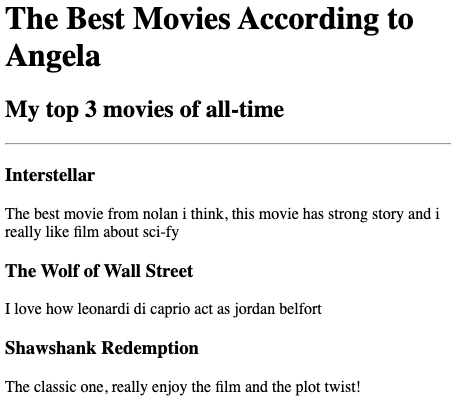 The Best Movies According to
Angela
My top 3 movies of all-time
Interstellar
The best movie from nolan i think, this movie has strong story and i
really like film about sci-fy
The Wolf of Wall Street
I love how leonardi di caprio act as jordan belfort
Shawshank Redemption
The classic one, really enjoy the film and the plot twist!